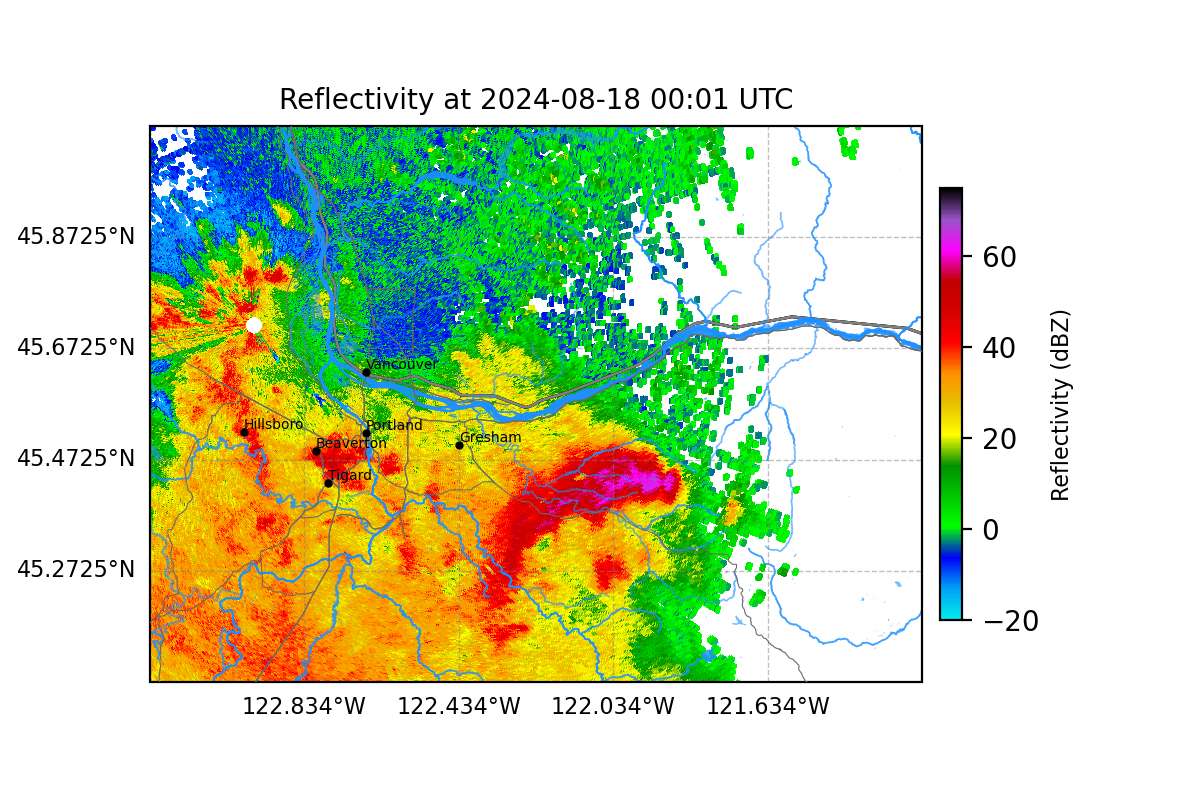 Reflectivity at 2024-08-18 00:01 UTC
45.8725°N
45.6725°N
45.4725°N
45.2725°N
Vancouver
Hillsboro
Portland
Beaverton
Gresham
Tigard
122.834°W
122.434°W
122.034°W
121.634°W
60
40
20
0
−20
Reflectivity (dBZ)